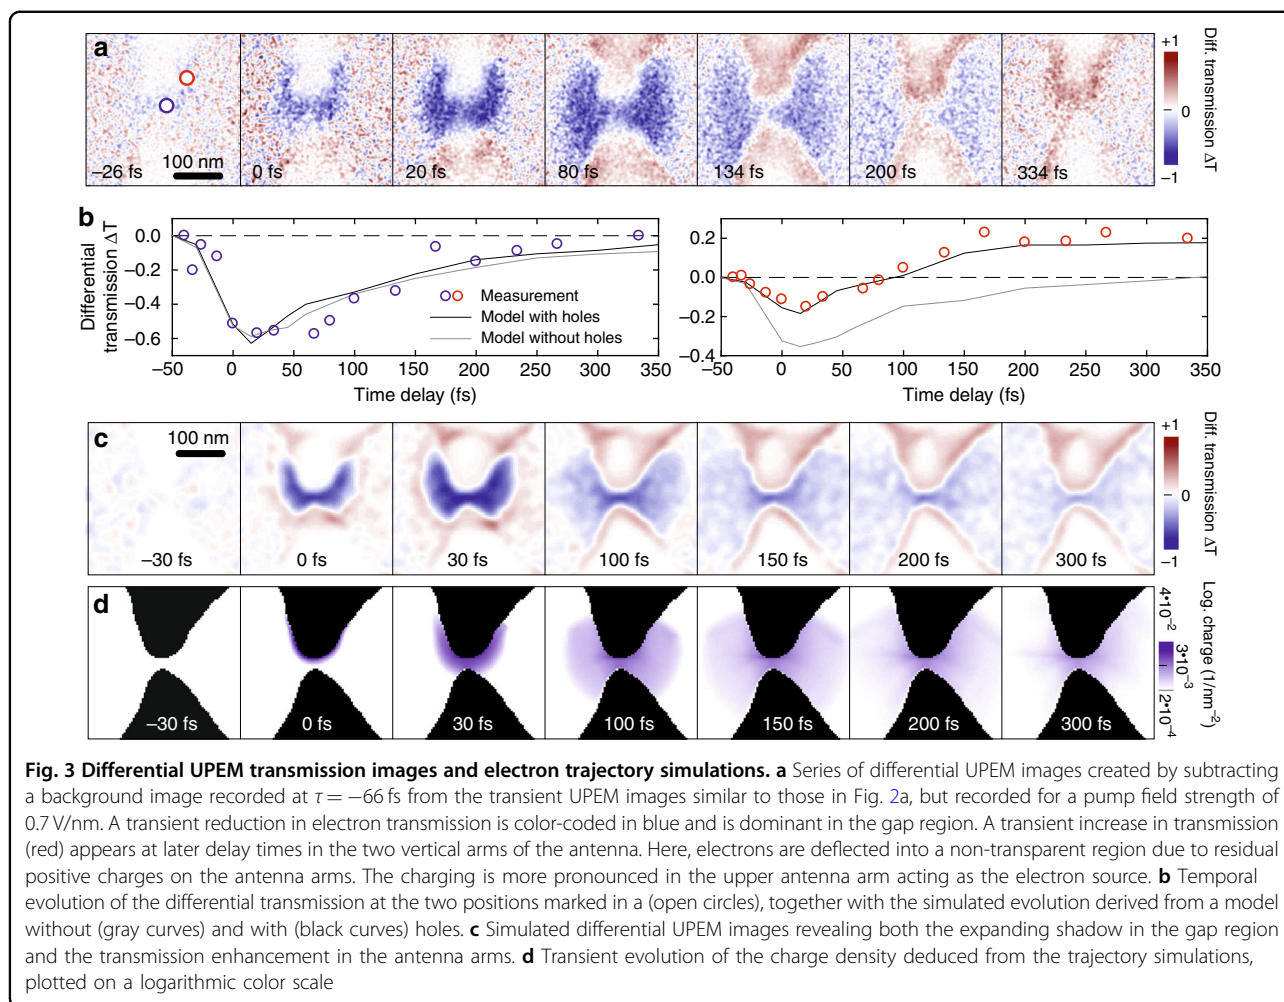 a
−26 fs
100 nm
0 fs
20 fs
80 fs
134 fs
200 fs
334 fs
+1
0
−1
Diff. transmission ΔT
b
Differential
transmission ΔT
0.0
−0.2
−0.4
−0.6
−50
0
50
100
150
200
250
300
350
Time delay (fs)
Measurement
Model with holes
Model without holes
0.2
0.0
−0.2
−0.4
−50
0
50
100
150
200
250
300
350
Time delay (fs)
c
100 nm
−30 fs
0 fs
30 fs
100 fs
150 fs
200 fs
300 fs
+1
0
−1
Diff. transmission ΔT
d
−30 fs
0 fs
30 fs
100 fs
150 fs
200 fs
300 fs
4•10−2
3•10−3
2•10−4
Log. charge (1/nm−2)
Fig. 3 Differential UPEM transmission images and electron trajectory simulations. a Series of differential UPEM images created by subtracting
a background image recorded at τ = −66 fs from the transient UPEM images similar to those in Fig. 2a, but recorded for a pump field strength of
0.7 V/nm. A transient reduction in electron transmission is color-coded in blue and is dominant in the gap region. A transient increase in transmission
(red) appears at later delay times in the two vertical arms of the antenna. Here, electrons are deflected into a non-transparent region due to residual
positive charges on the antenna arms. The charging is more pronounced in the upper antenna arm acting as the electron source. b Temporal
evolution of the differential transmission at the two positions marked in a (open circles), together with the simulated evolution derived from a model
without (gray curves) and with (black curves) holes. c Simulated differential UPEM images revealing both the expanding shadow in the gap region
and the transmission enhancement in the antenna arms. d Transient evolution of the charge density deduced from the trajectory simulations,
plotted on a logarithmic color scale